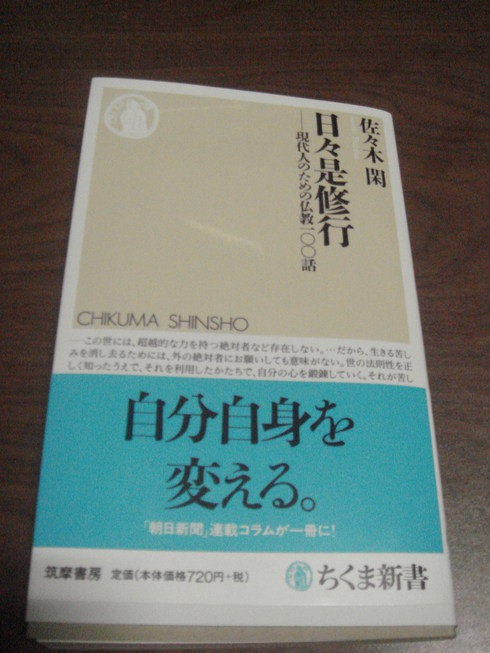 佐々木 閑
日々是修行
──現代人のための仏教一〇〇話
CHIKUMA SHINSHO
…この世には、超越的な力を持つ絶対者など存在しない。…だから、生きる苦し
みを消し去るためには、外の絶対者にお願いしても意味がない。世の法則性を正
しく知ったうえで、それを利用したかたちで、自分の心を鍛錬していく。それが苦し
自分自身を
変える。
「朝日新聞」連載コラムが一冊に!
筑摩書房 定価(本体価格720円+税)
ちくま新書